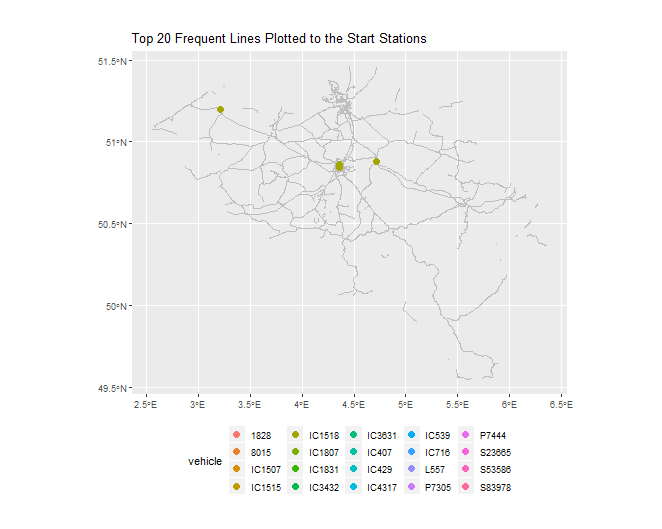 Top 20 Frequent Lines Plotted to the Start Stations
51.5°N
51°N
50.5°N
50°N
49.5°N
2.5°E 3°E 3.5°E 4°E 4.5°E 5°E 5.5°E 6°E 6.5°E
vehicle
1828 IC1518 IC3631 IC539 P7444
8015 IC1807 IC407 IC716 S23665
IC1507 IC1831 IC429 L557 S53586
IC1515 IC3432 IC4317 P7305 S83978